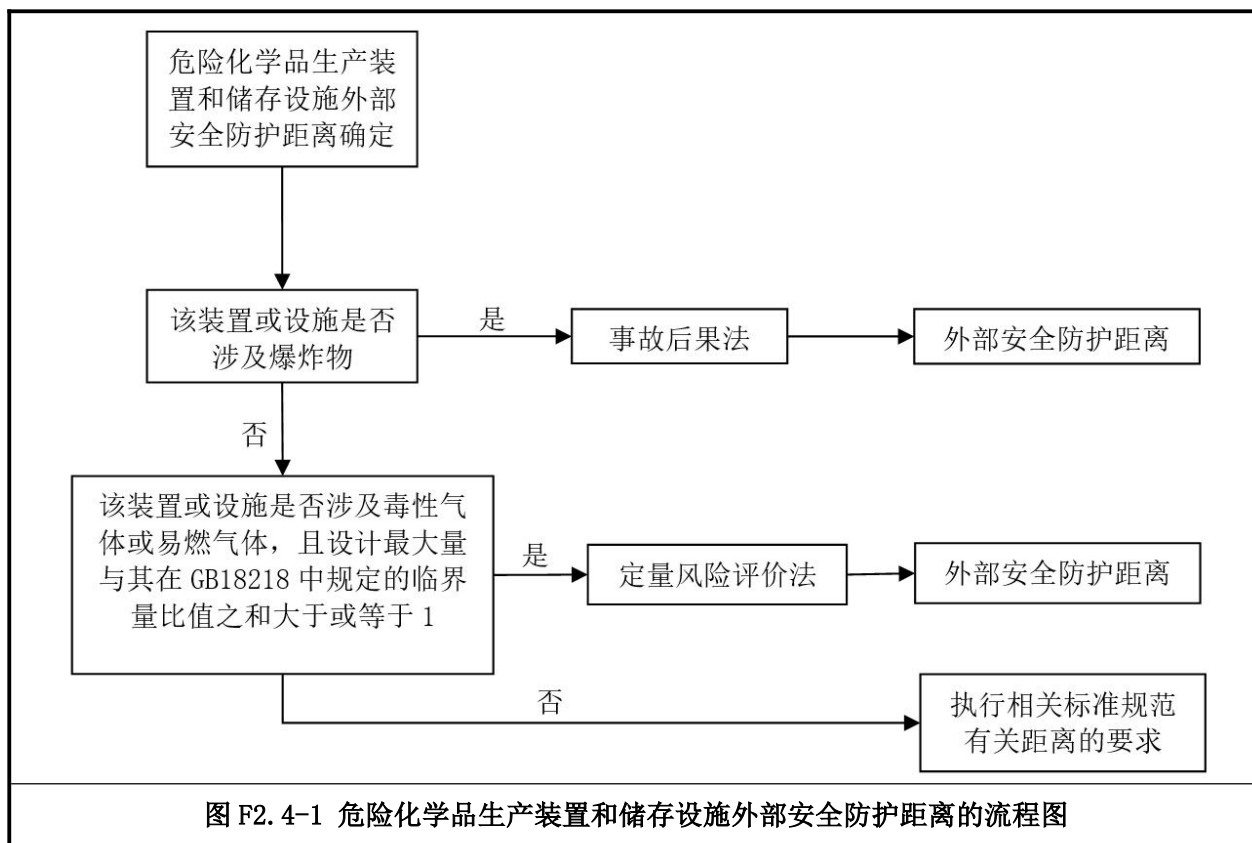 危险化学品生产装
置和储存设施外部
安全防护距离确定
该装置或设施是否
涉及爆炸物
是
事故后果法
外部安全防护距离
否
该装置或设施是否涉及毒性气
体或易燃气体，且设计最大量
与其在 GB18218 中规定的临界
量比值之和大于或等于 1
是
定量风险评价法
外部安全防护距离
否
执行相关标准规范
有关距离的要求
图 F2.4-1 危险化学品生产装置和储存设施外部安全防护距离的流程图